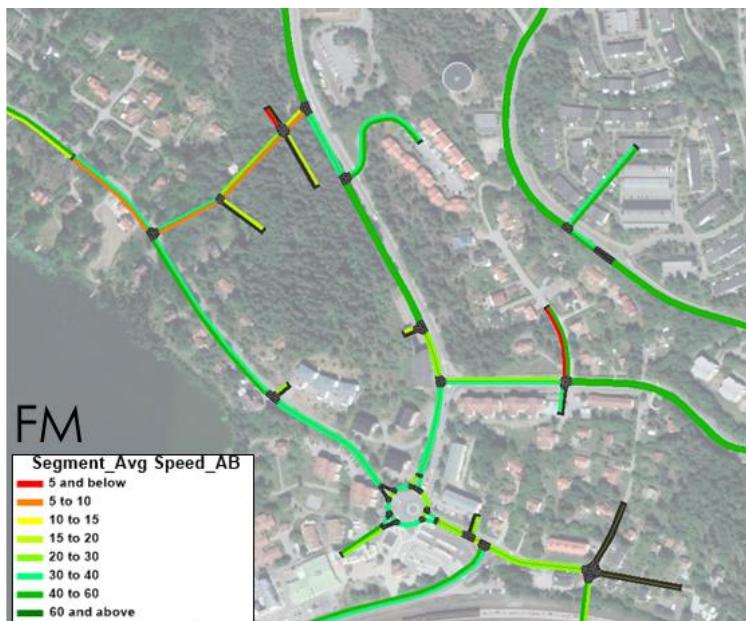 FM
Segment_Avg Speed_AB
5 and below
5 to 10
10 to 15
15 to 20
20 to 30
30 to 40
40 to 60
60 and above